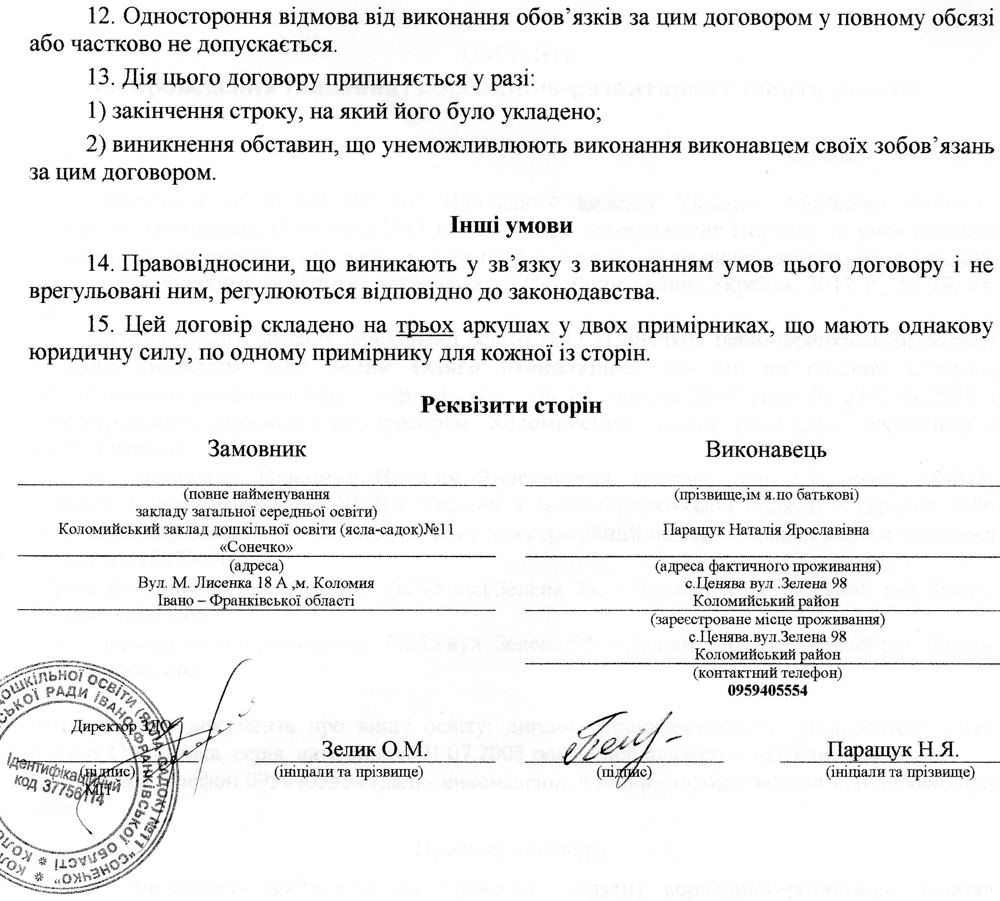 12. Одностороння відмова від виконання обов’язків за цим договором у повному обсязі
або частково не допускається.
13. Дія цього договору припиняється у разі:
1) закінчення строку, на який його було укладено;
2) виникнення обставин, що унеможливлюють виконання виконавцем своїх зобов’язань
за цим договором.
Інші умови
14. Правовідносини, що виникають у зв’язку з виконанням умов цього договору і не
врегульовані ним, регулюються відповідно до законодавства.
15. Цей договір складено на трьох аркушах у двох примірниках, що мають однакову
юридичну силу, по одному примірнику для кожної із сторін.
Реквізити сторін
Замовник
(повне найменування
закладу загальної середньої освіти)
Коломийський заклад дошкільної освіти (ясла-садок)№11
«Сонечко»
(адреса)
Вул. М. Лисенка 18 А ,м. Коломия
Івано – Франківської області
Виконавець
(прізвище,ім я.по батькові)
Паращук Наталія Ярославівна
(адреса фактичного проживання)
с.Ценява вул .Зелена 98
Коломийський район
(зареєстроване місце проживання)
с.Ценява.вул.Зелена 98
Коломийський район
(контактний телефон)
0959405554
Директор ЗДО
Зелик О.М.
Паращук Н.Я.
(підпис)
(ініціали та прізвище)
(підпис)
(ініціали та прізвище)
МП
ДОШКІЛЬНОЇ ОСВІТИ (ЯСЛА-САДОК) №11 "СОНЕЧКО"
РАДИ ІВАНО-ФРАНКІВСЬКОЇ ОБЛАСТІ
Ідентифікаційний
код 37756114